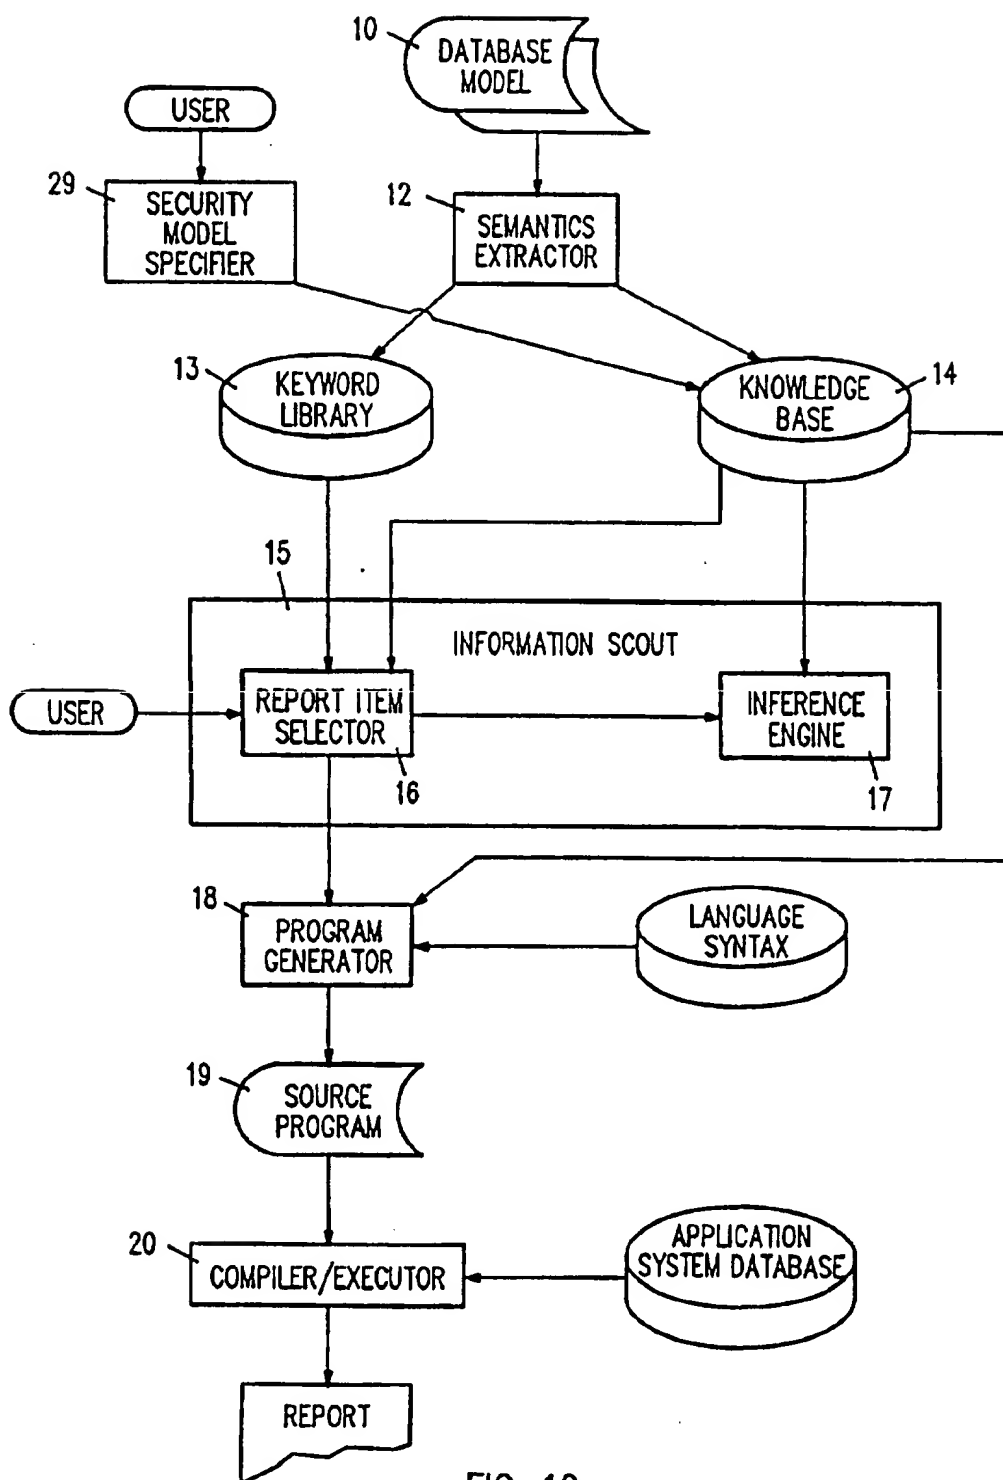 10
DATABASE
MODEL
USER
29
SECURITY
MODEL
SPECIFIER
12
SEMANTICS
EXTRACTOR
13
KEYWORD
LIBRARY
KNOWLEDGE
BASE
14
15
INFORMATION SCOUT
USER
REPORT ITEM
SELECTOR
16
INFERENCE
ENGINE
17
18
PROGRAM
GENERATOR
LANGUAGE
SYNTAX
19
SOURCE
PROGRAM
20
COMPILER/EXECUTOR
APPLICATION
SYSTEM DATABASE
REPORT